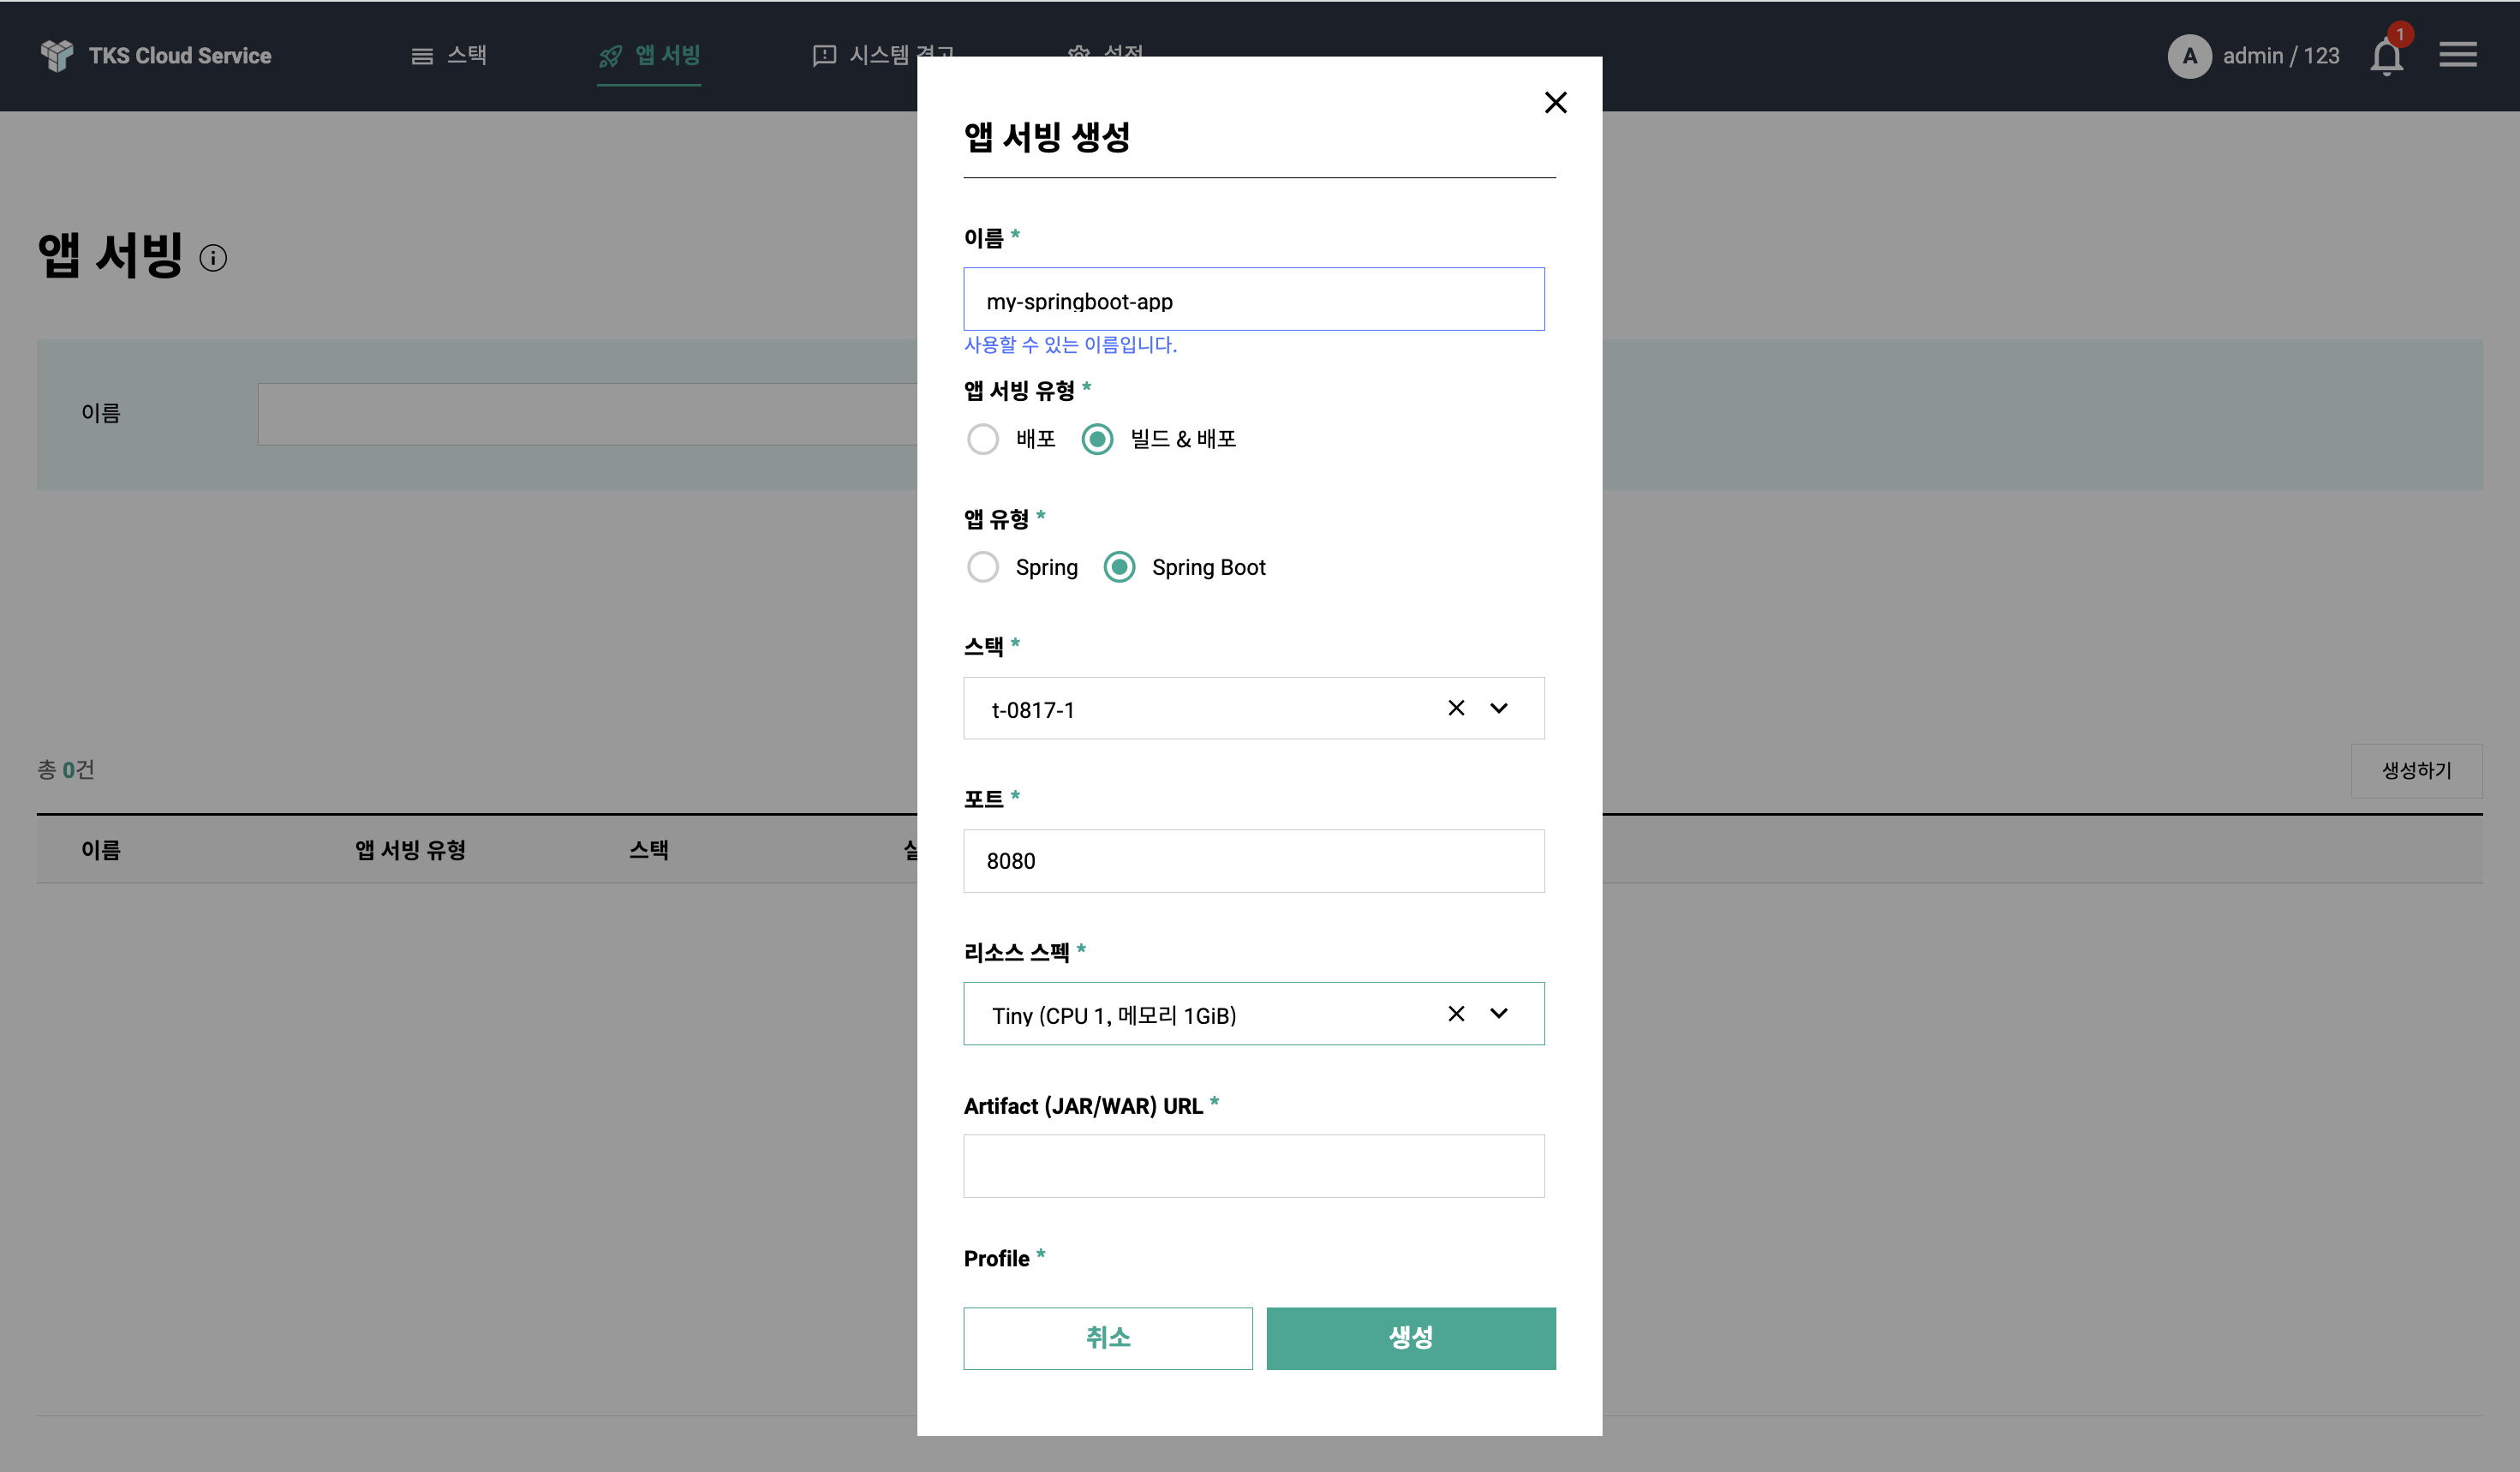 TKS Cloud Service
스택
앱 서빙
시스템 경고
설정
A
admin / 123
1
앱 서빙
이름
총 0건
생성하기
이름
앱 서빙 유형
스택
앱 서빙 생성
이름 *
my-springboot-app
사용할 수 있는 이름입니다.
앱 서빙 유형 *
배포
빌드 & 배포
앱 유형 *
Spring
Spring Boot
스택 *
t-0817-1
포트 *
8080
리소스 스펙 *
Tiny (CPU 1, 메모리 1GiB)
Artifact (JAR/WAR) URL *
Profile *
취소
생성